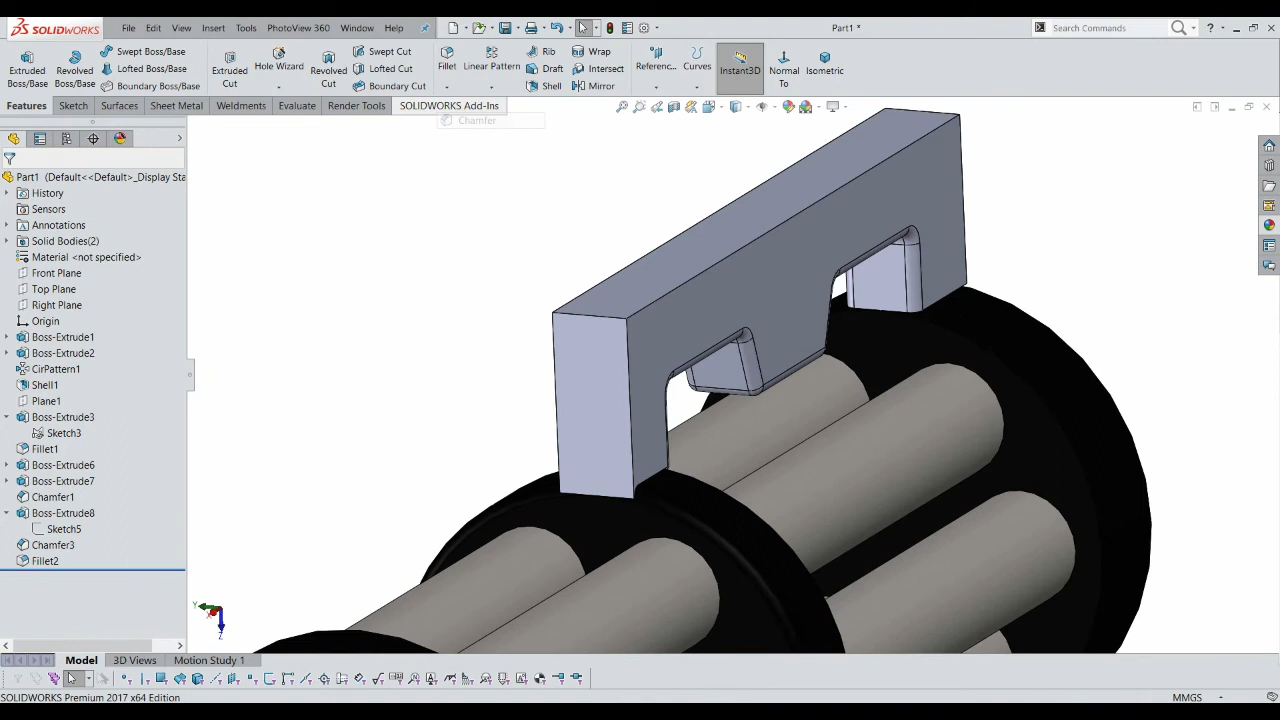 SOLIDWORKS
File Edit View Insert Tools PhotoView 360 Window Help
Part1 *
Search Commands
?
Extruded Boss/Base
Revolved Boss/Base
Swept Boss/Base
Lofted Boss/Base
Boundary Boss/Base
Extruded Cut
Hole Wizard
Revolved Cut
Swept Cut
Lofted Cut
Boundary Cut
Fillet
Linear Pattern
Rib
Draft
Shell
Wrap
Intersect
Mirror
Referenc...
Curves
Instant3D
Normal To
Isometric
Features Sketch Surfaces Sheet Metal Weldments Evaluate Render Tools SOLIDWORKS Add-Ins
Chamfer
Part1 (Default<<Default>_Display Sta
History
Sensors
Annotations
Solid Bodies(2)
Material <not specified>
Front Plane
Top Plane
Right Plane
Origin
Boss-Extrude1
Boss-Extrude2
CirPattern1
Shell1
Plane1
Boss-Extrude3
Sketch3
Fillet1
Boss-Extrude6
Boss-Extrude7
Chamfer1
Boss-Extrude8
Sketch5
Chamfer3
Fillet2
Y
X
Z
Model 3D Views Motion Study 1
SOLIDWORKS Premium 2017 x64 Edition
MMGS